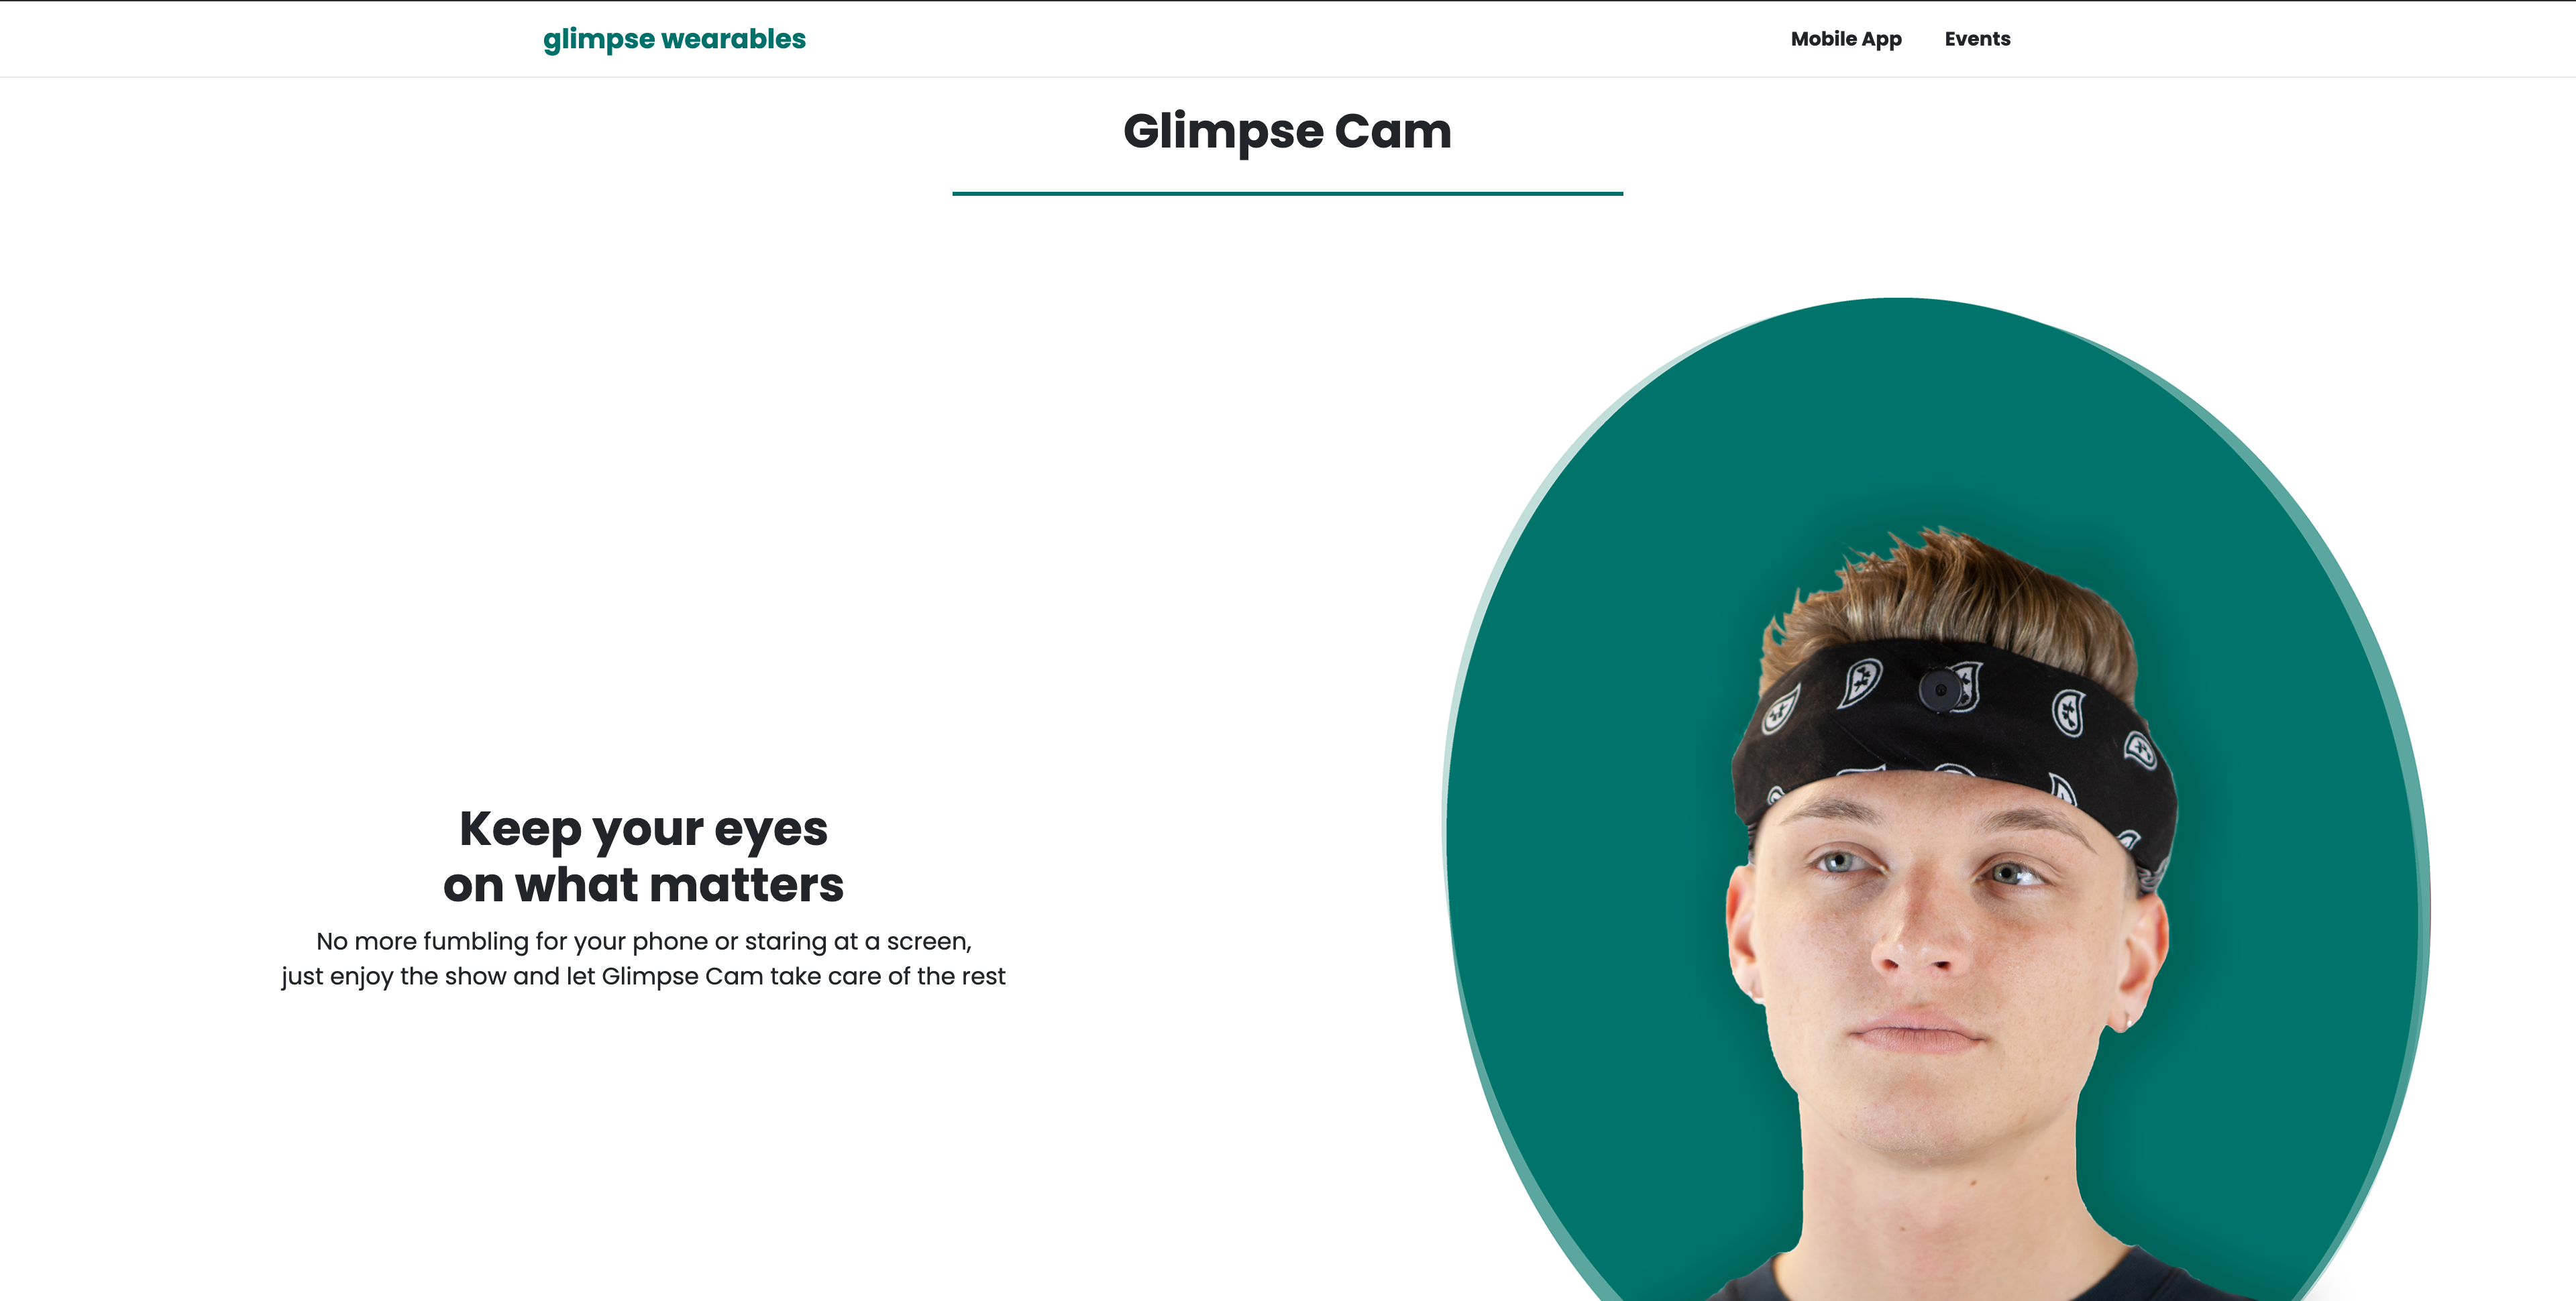 glimpse wearables
Mobile App
Events
Glimpse Cam
Keep your eyes
on what matters
No more fumbling for your phone or staring at a screen,
just enjoy the show and let Glimpse Cam take care of the rest